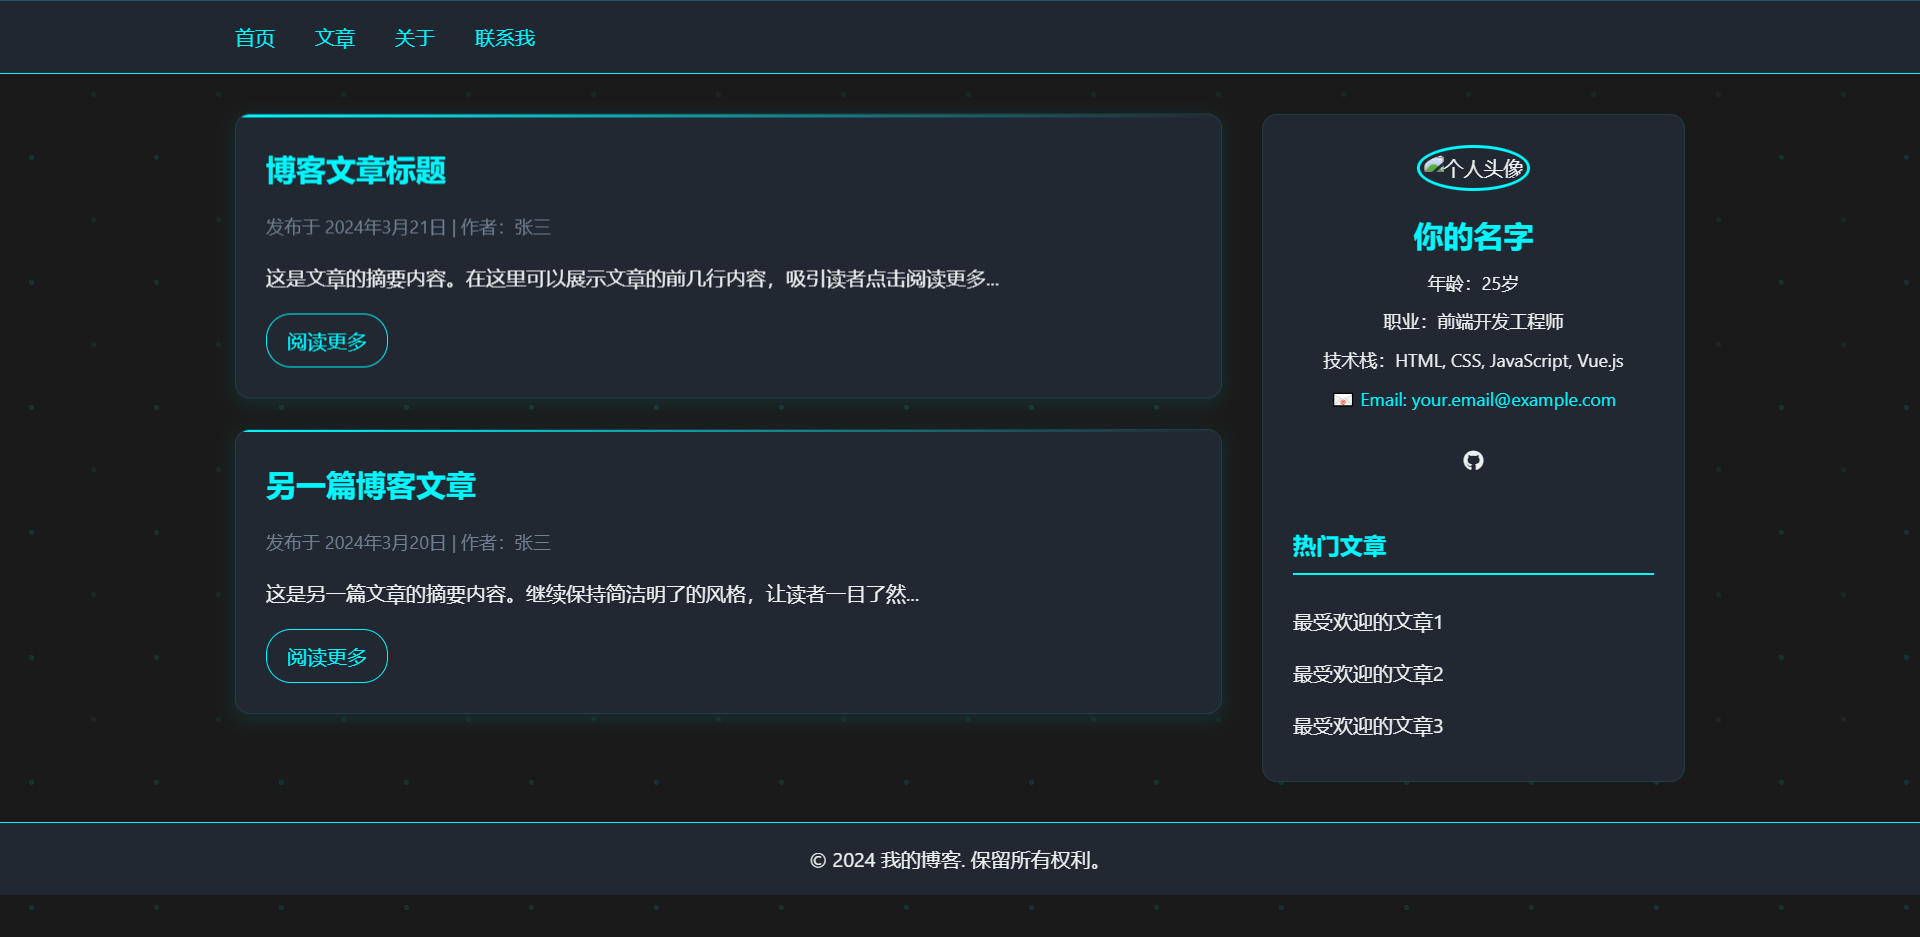 首页 文章 关于 联系我
博客文章标题
发布于 2024年3月21日 | 作者：张三
这是文章的摘要内容。在这里可以展示文章的前几行内容，吸引读者点击阅读更多...
阅读更多
另一篇博客文章
发布于 2024年3月20日 | 作者：张三
这是另一篇文章的摘要内容。继续保持简洁明了的风格，让读者一目了然...
阅读更多
个人头像
你的名字
年龄：25岁
职业：前端开发工程师
技术栈：HTML, CSS, JavaScript, Vue.js
Email: your.email@example.com
热门文章
最受欢迎的文章1
最受欢迎的文章2
最受欢迎的文章3
© 2024 我的博客. 保留所有权利。